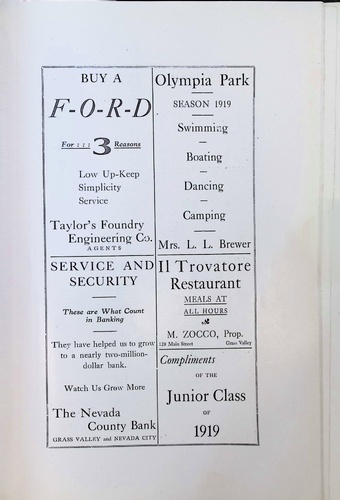 BUY A
F-O-R-D
For : : : 3 Reasons
Low Up-Keep
Simplicity
Service
Taylor's Foundry
Engineering Co.
AGENTS
SERVICE AND
SECURITY
These are What Count
in Banking
They have helped us to grow
to a nearly two-million-
dollar bank.
Watch Us Grow More
The Nevada
County Bank
GRASS VALLEY and NEVADA CITY
Olympia Park
SEASON 1919
Swimming
Boating
Dancing
Camping
Mrs. L. L. Brewer
Il Trovatore
Restaurant
MEALS AT
ALL HOURS
M. ZOCCO, Prop.
128 Main Street Grass Valley
Compliments
OF THE
Junior Class
OF
1919